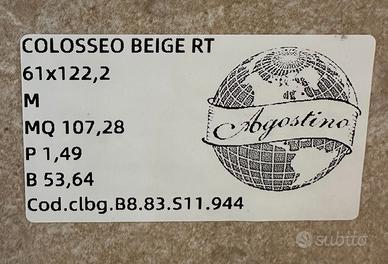 COLOSSEO BEIGE RT
61x122,2
M
MQ 107,28
P 1,49
B 53,64
Cod.clbg.B8.83.S11.944
Agostino
subito